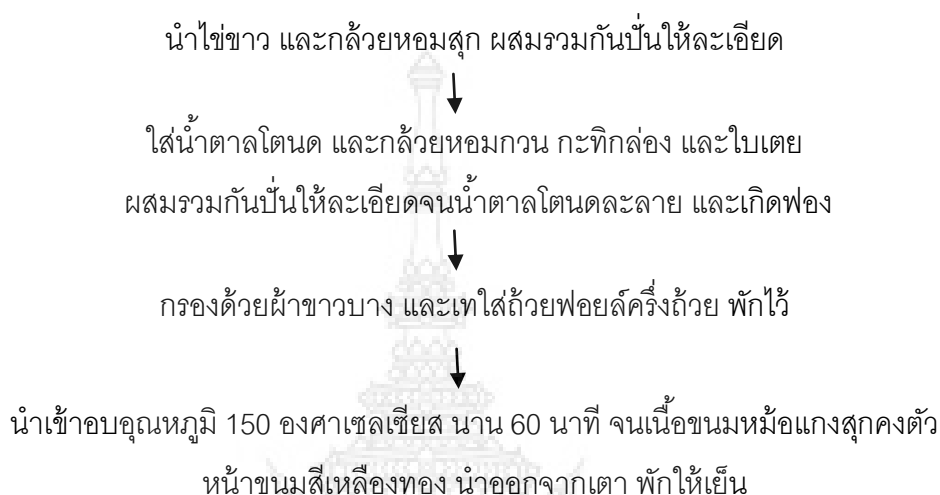 นำไข่ขาว และกล้วยหอมสุก ผสมรวมกันปั่นให้ละเอียด
ใส่น้ำตาลโตนด และกล้วยหอมกวน กะทิกล่อง และใบเตย
ผสมรวมกันปั่นให้ละเอียดจนน้ำตาลโตนดละลาย และเกิดฟอง
กรองด้วยผ้าขาวบาง และเทใส่ถ้วยฟอยล์ครึ่งถ้วย พักไว้
นำเข้าอบอุณหภูมิ 150 องศาเซลเซียส นาน 60 นาที จนเนื้อขนมหม้อแกงสุกคงตัว
หน้าขนมสีเหลืองทอง นำออกจากเตา พักให้เย็น